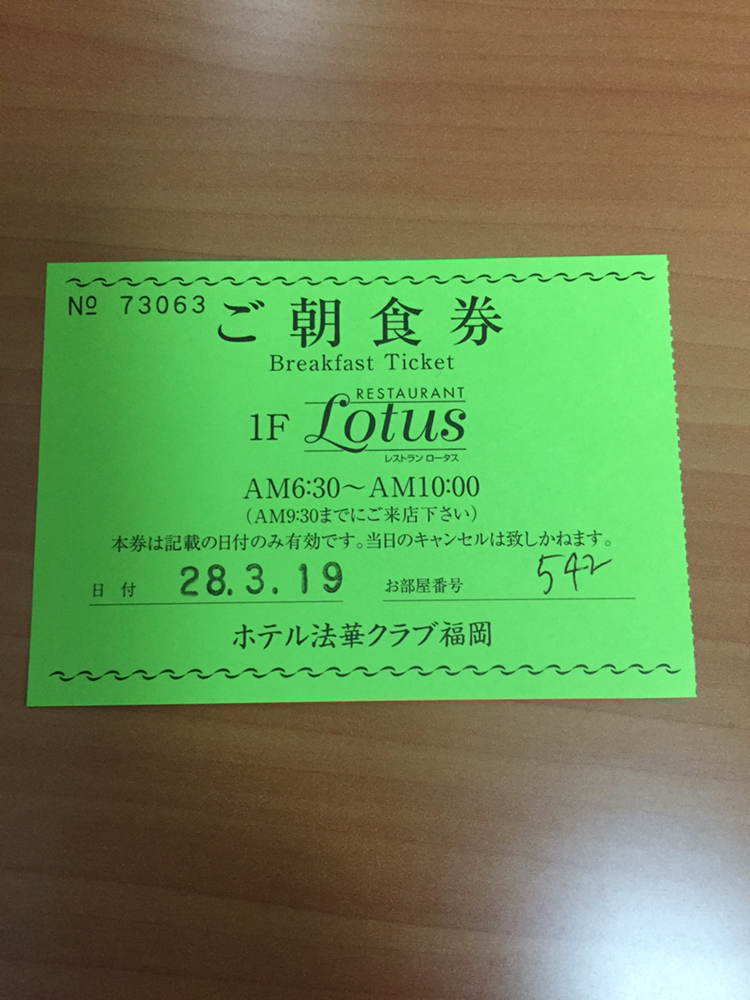 № 73063
ご朝食券
Breakfast Ticket
RESTAURANT
1F Lotus
レストラン ロータス
AM6:30～AM10:00
（AM9:30までにご来店下さい）
本券は記載の日付のみ有効です。当日のキャンセルは致しかねます。
日 付 28.3.19 お部屋番号 542
ホテル法華クラブ福岡